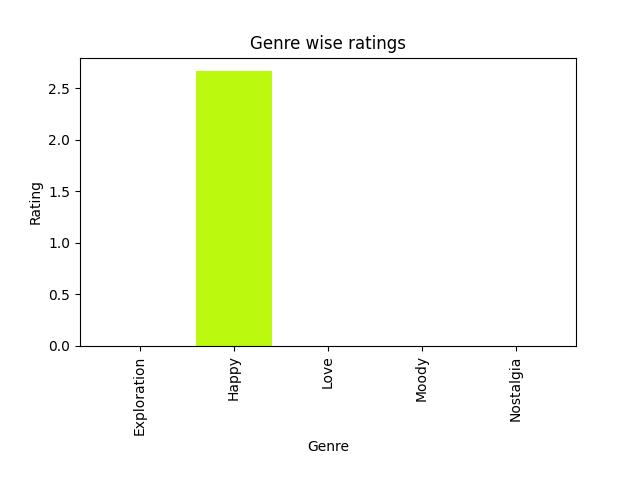 Genre wise ratings
Rating
2.5
2.0
1.5
1.0
0.5
0.0
Exploration
Happy
Love
Moody
Nostalgia
Genre